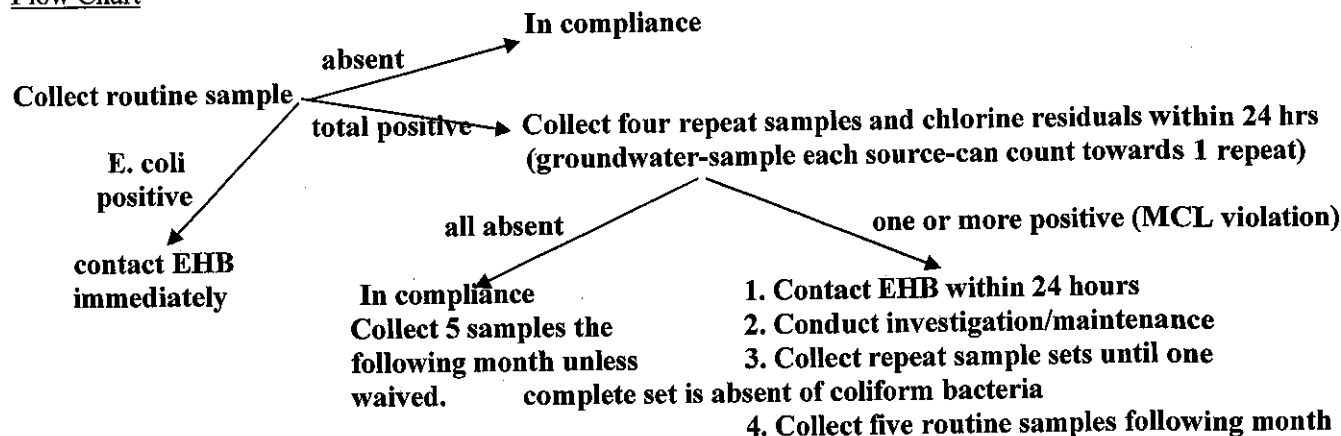 Flow Chart
In compliance
absent
Collect routine sample
total positive
Collect four repeat samples and chlorine residuals within 24 hrs
(groundwater-sample each source-can count towards 1 repeat)
E. coli
positive
contact EHB
immediately
all absent
one or more positive (MCL violation)
In compliance
Collect 5 samples the
following month unless
waived.
1. Contact EHB within 24 hours
2. Conduct investigation/maintenance
3. Collect repeat sample sets until one
complete set is absent of coliform bacteria
4. Collect five routine samples following month